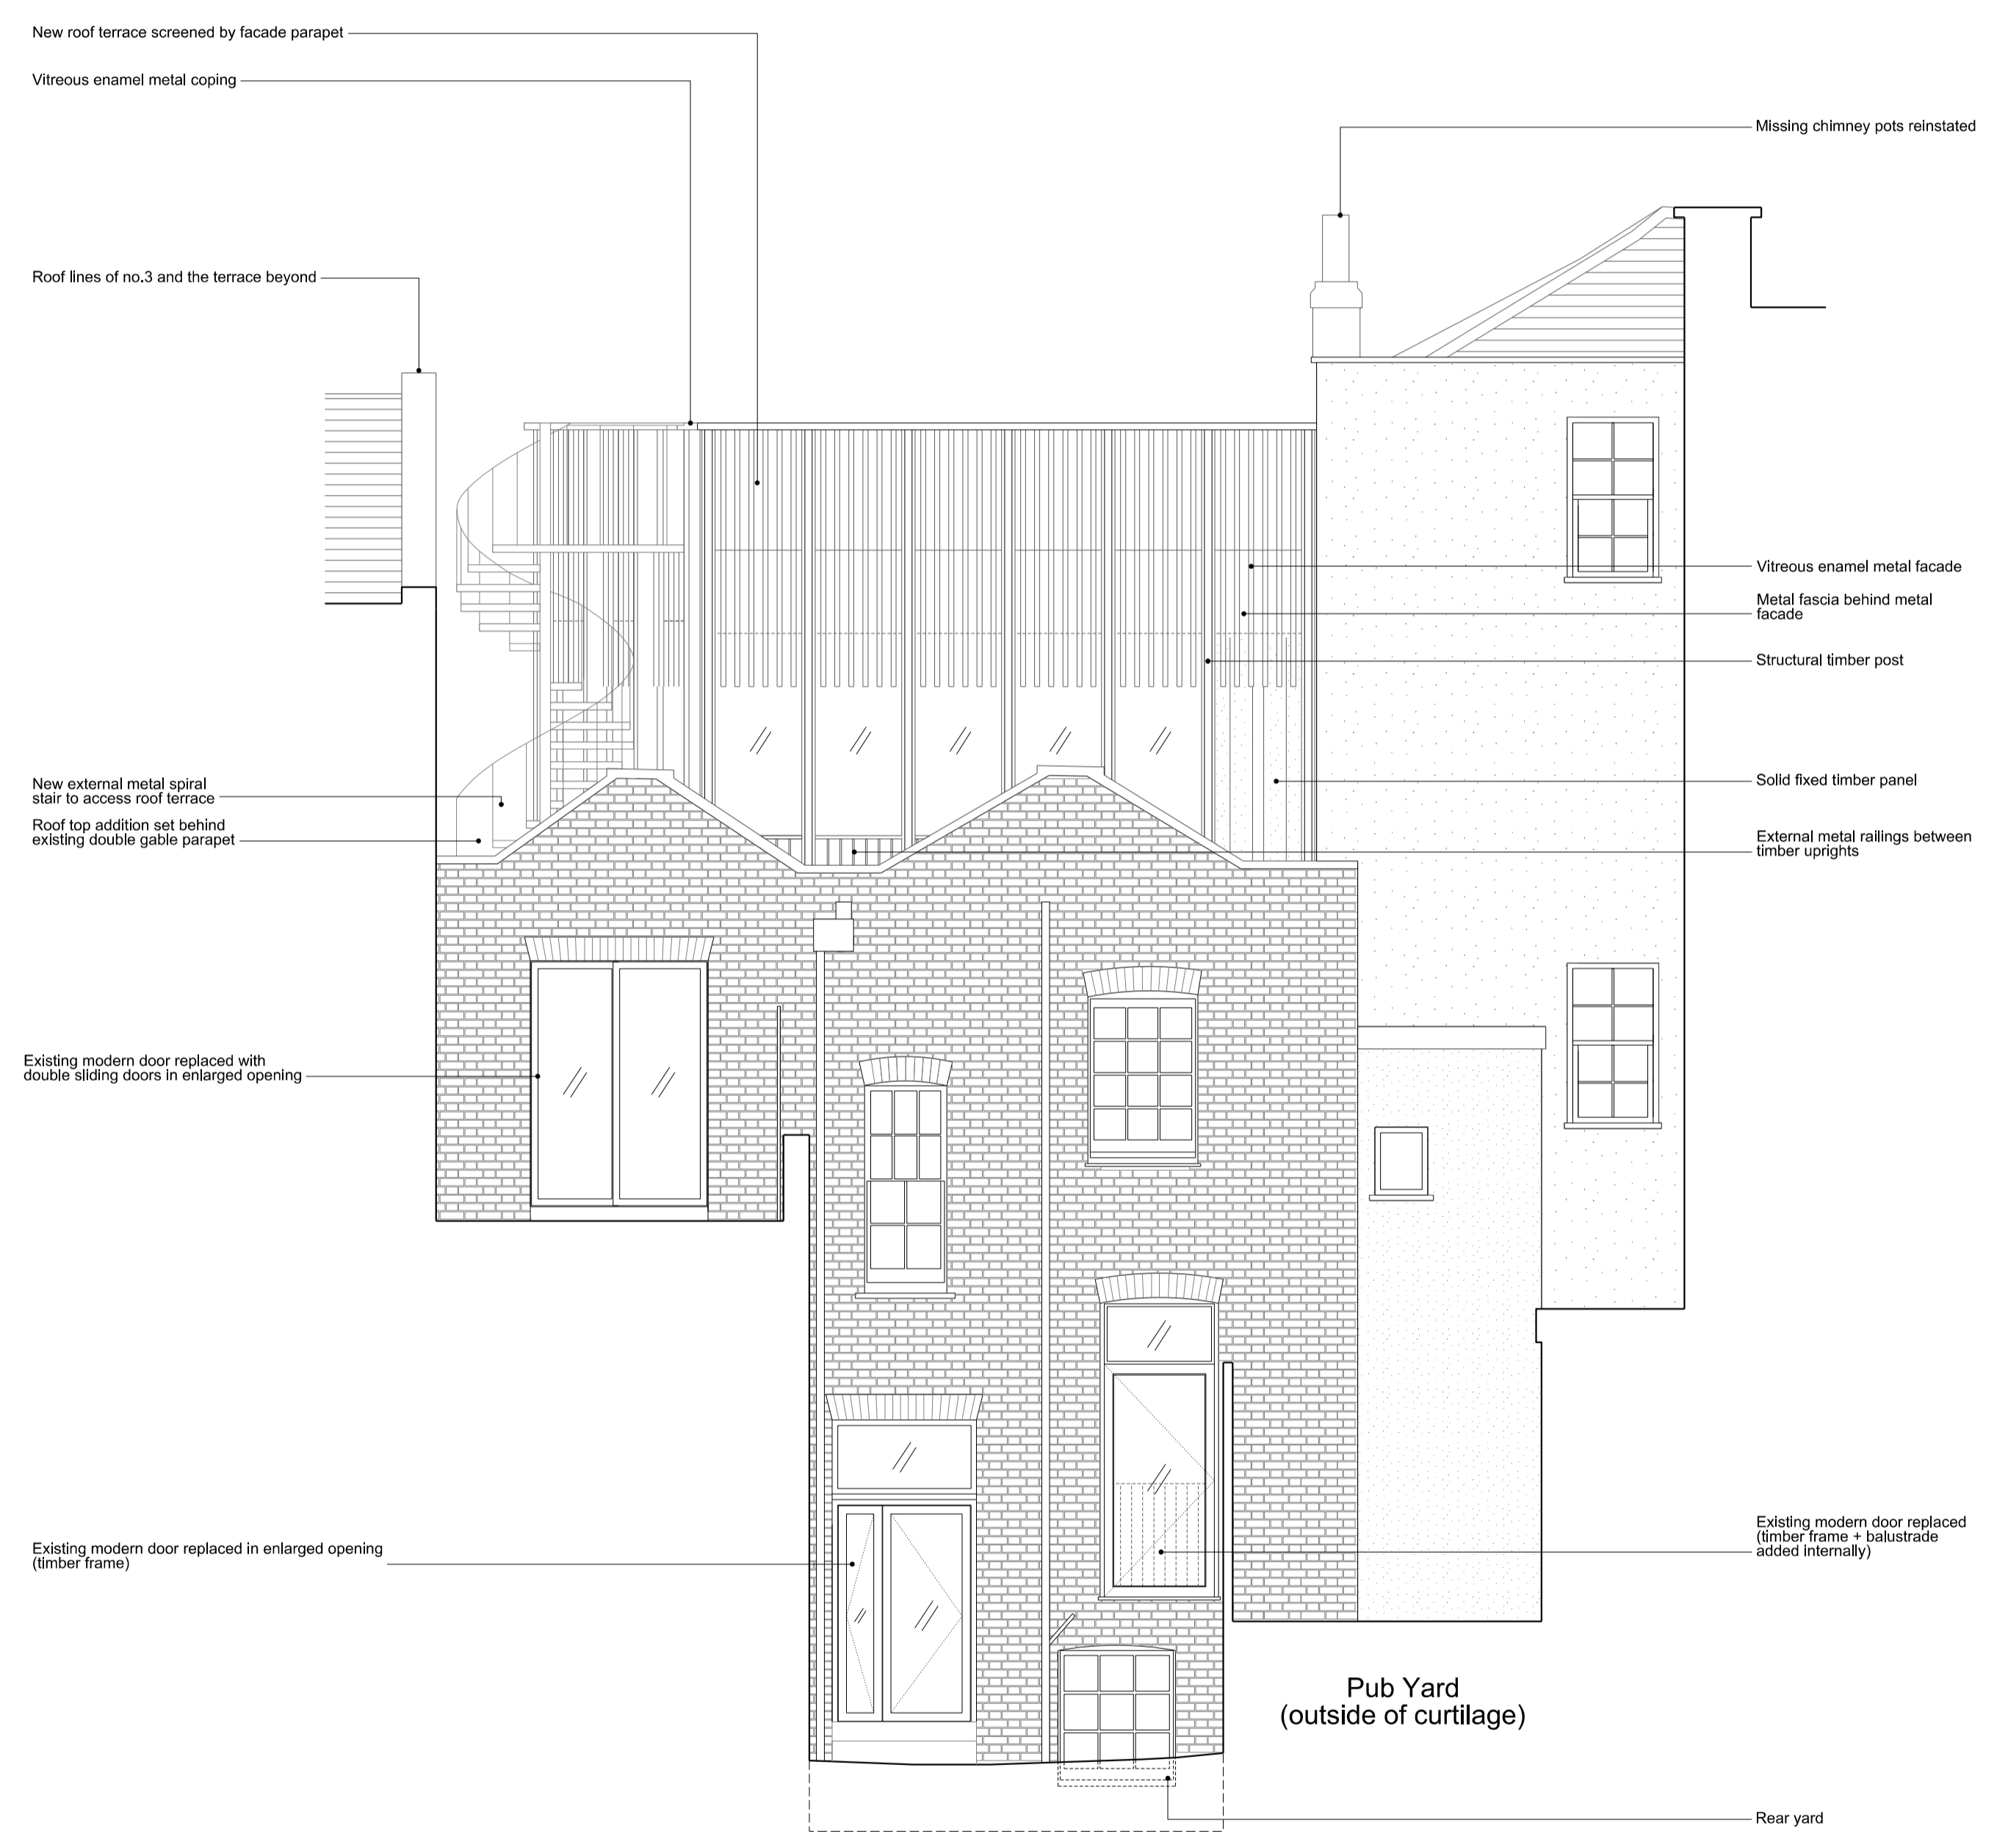 New roof terrace screened by facade parapet
Vitreous enamel metal coping
Missing chimney pots reinstated
Roof lines of no.3 and the terrace beyond
Vitreous enamel metal facade
Metal fascia behind metal
facade
Structural timber post
New external metal spiral
stair to access roof terrace
Solid fixed timber panel
Roof top addition set behind
existing double gable parapet
External metal railings between
timber uprights
Existing modern door replaced with
double sliding doors in enlarged opening
Existing modern door replaced
(timber frame + balustrade
added internally)
Existing modern door replaced in enlarged opening
(timber frame)
Pub Yard
(outside of curtilage)
Rear yard